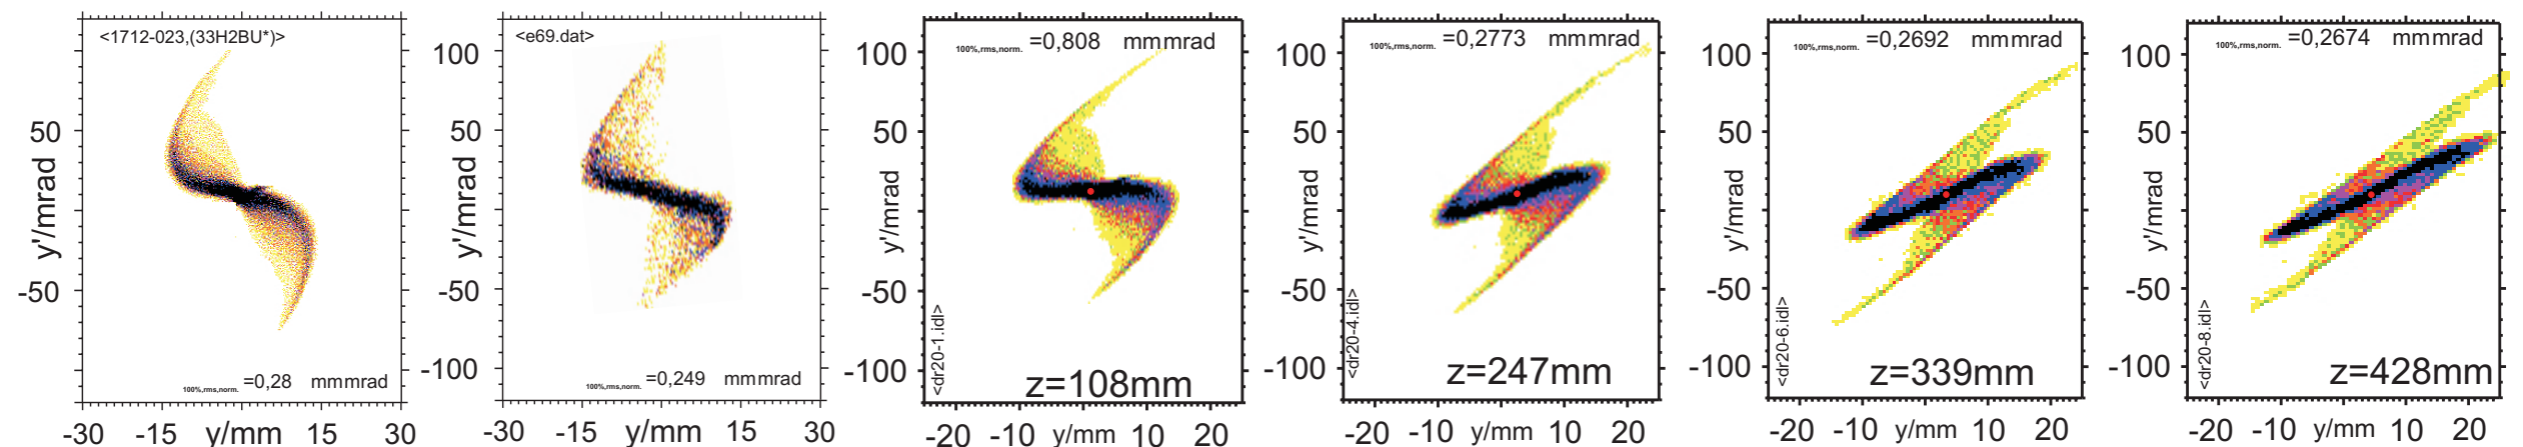 <1712-023,(33H2BU*)>
50
-50
y'/mrad
100%,rms,norm. =0,28 mmmrad
-30 -15 y/mm 15 30
<e69.dat>
100
50
-50
-100
y'/mrad
100%,rms,norm. =0,249 mmmrad
-30 -15 y/mm 15 30
100%,rms,norm. =0,808 mmmrad
100
50
-50
-100
y'/mrad
<dr20-1.idl>
z=108mm
-20 -10 y/mm 10 20
100%,rms,norm. =0,2773 mmmrad
100
50
-50
-100
y'/mrad
<dr20-4.idl>
z=247mm
-20 -10 y/mm 10 20
100%,rms,norm. =0,2692 mmmrad
100
50
-50
-100
y'/mrad
<dr20-6.idl>
z=339mm
-20 -10 y/mm 10 20
100%,rms,norm. =0,2674 mmmrad
100
50
-50
-100
y'/mrad
<dr20-8.idl>
z=428mm
-20 -10 y/mm 10 20